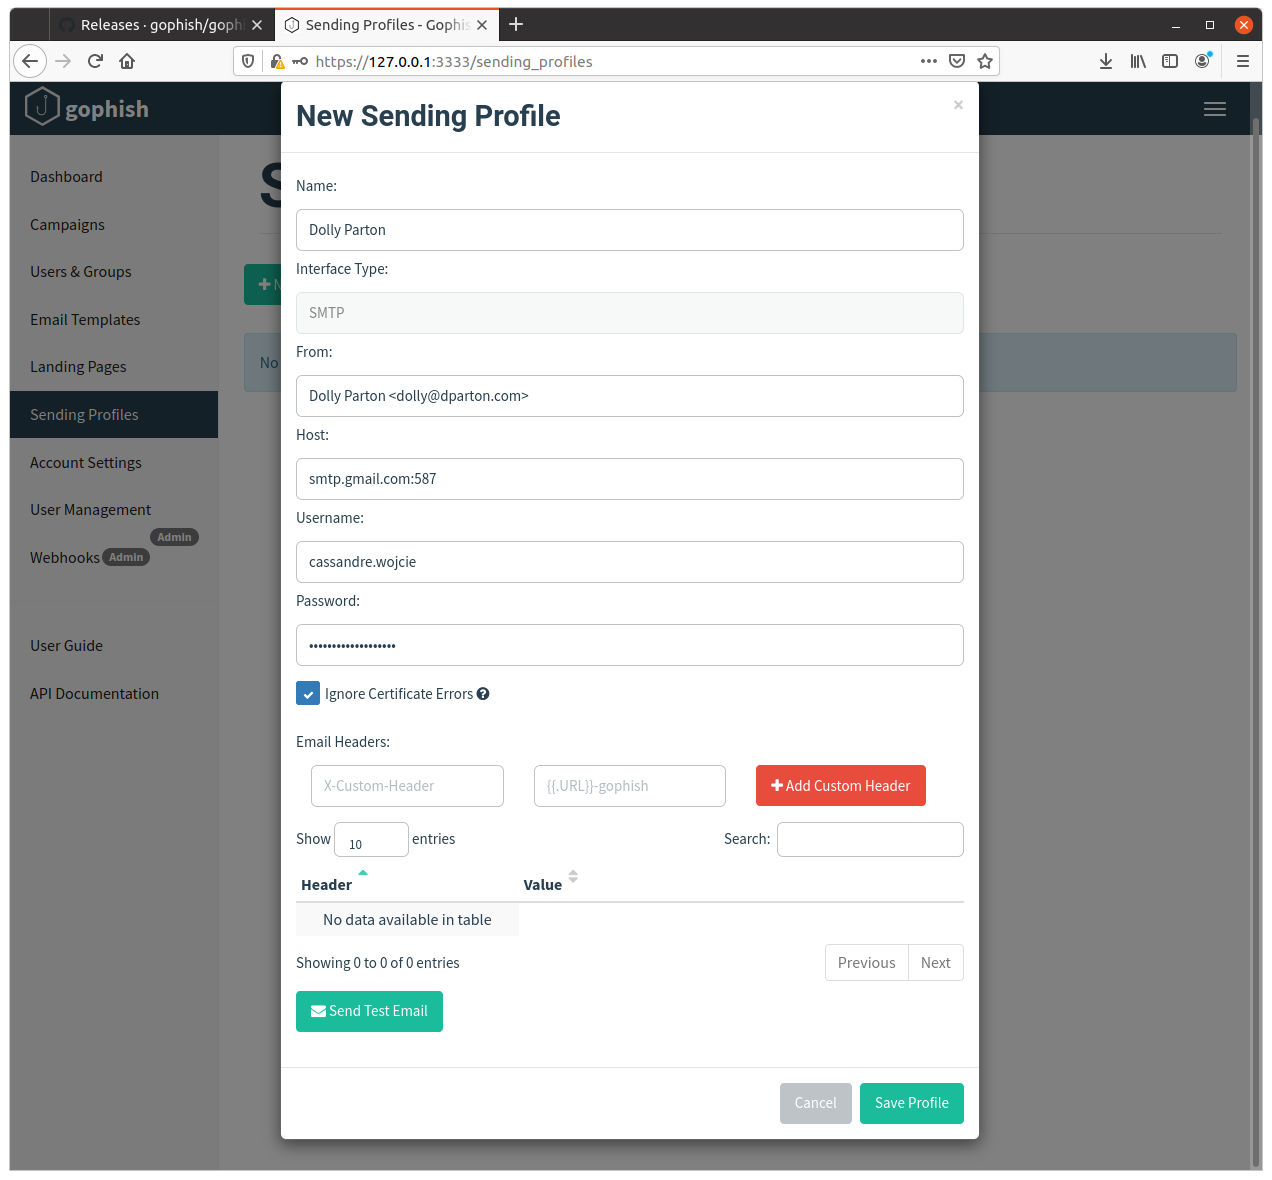 Releases · gophish/goph
Sending Profiles - Gophis
https://127.0.0.1:3333/sending_profiles
gophish
New Sending Profile
×
Dashboard
Campaigns
Users & Groups
Email Templates
Landing Pages
Sending Profiles
Account Settings
User Management
Admin
Webhooks Admin
User Guide
API Documentation
S
N
No
Name:
Dolly Parton
Interface Type:
SMTP
From:
Dolly Parton <dolly@dparton.com>
Host:
smtp.gmail.com:587
Username:
cassandre.wojcie
Password:
•••••••••••••••••••
Ignore Certificate Errors
Email Headers:
X-Custom-Header {{.URL}}-gophish Add Custom Header
Show 10 entries Search:
Header Value
No data available in table
Showing 0 to 0 of 0 entries Previous Next
Send Test Email
Cancel Save Profile